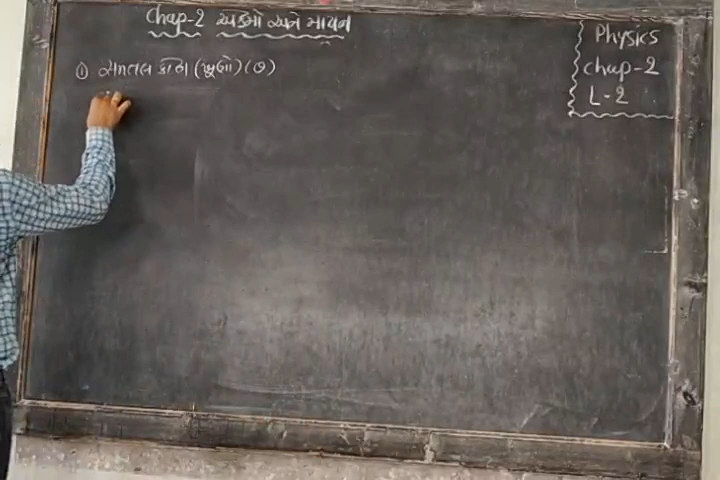 Chap-2 એકમો અને માપન
① સમતલ કોણ (ખૂણો) (θ)
Physics
Chap-2
L-2